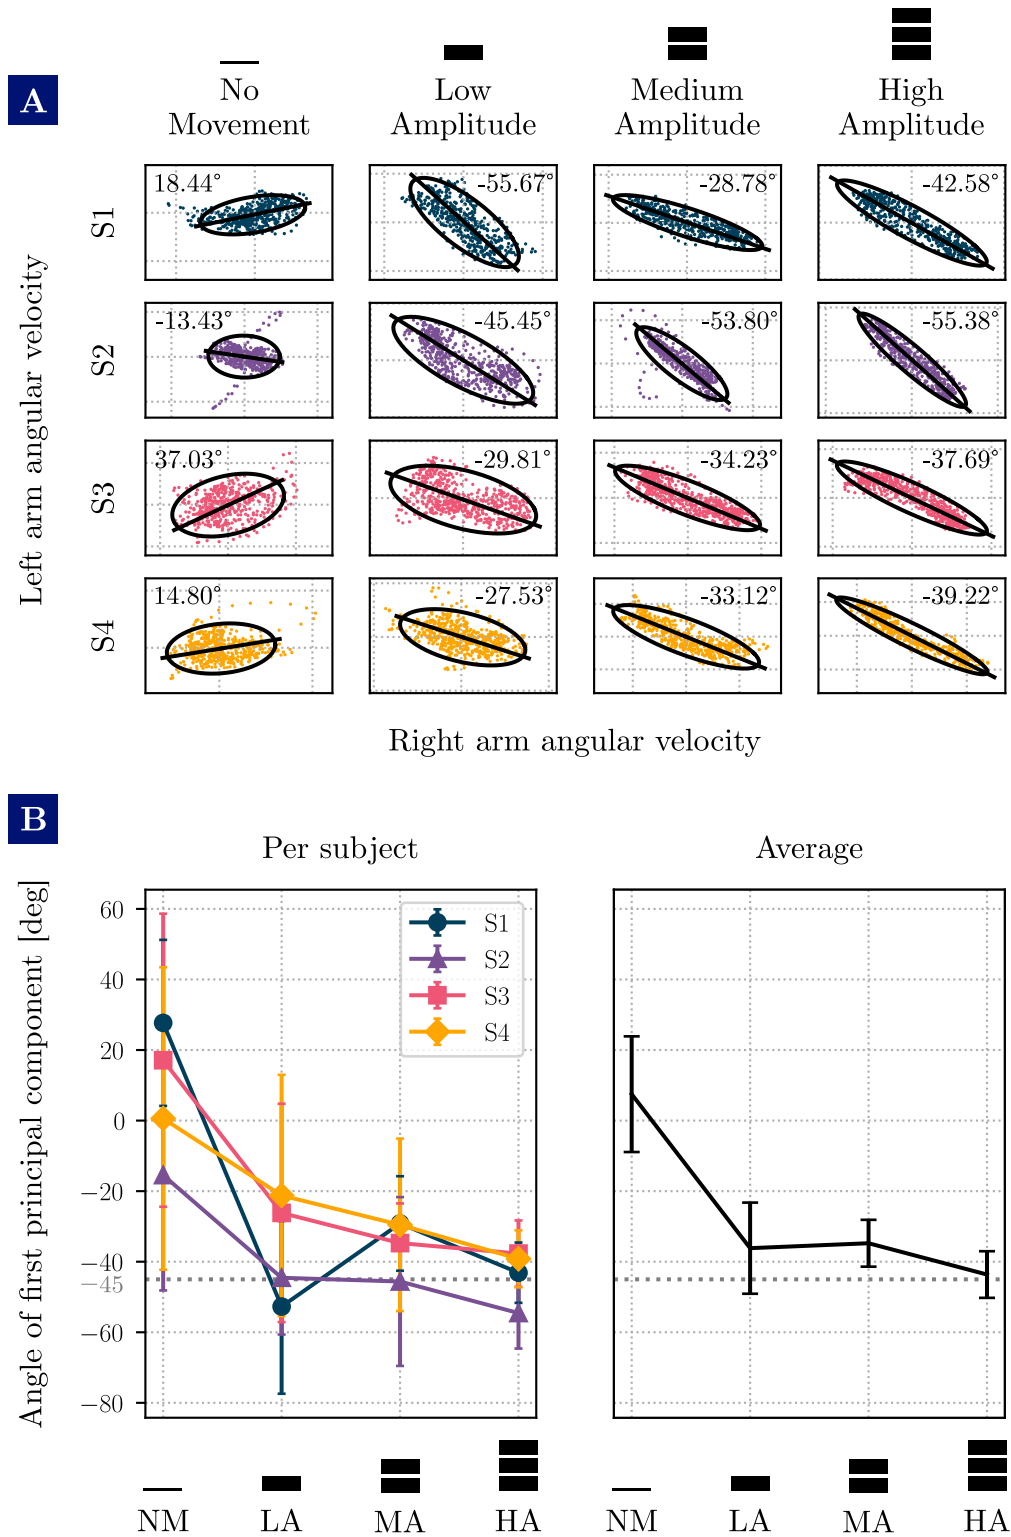 A
No Movement
Low Amplitude
Medium Amplitude
High Amplitude
Left arm angular velocity
S1
18.44°
-55.67°
-28.78°
-42.58°
S2
-13.43°
-45.45°
-53.80°
-55.38°
S3
37.03°
-29.81°
-34.23°
-37.69°
S4
14.80°
-27.53°
-33.12°
-39.22°
Right arm angular velocity
B
Per subject
Average
Angle of first principal component [deg]
60
40
20
0
−20
−40
−45
−60
−80
S1
S2
S3
S4
NM LA MA HA
NM LA MA HA